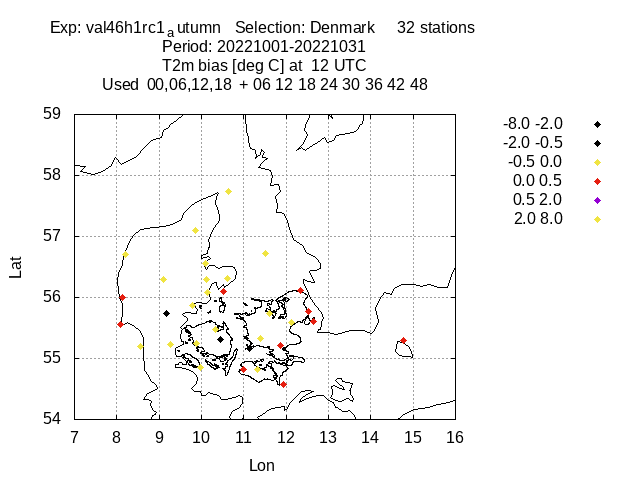 Exp: val46h1rc1a utumn Selection: Denmark 32 stations
Period: 20221001-20221031
T2m bias [deg C] at 12 UTC
Used 00,06,12,18 + 06 12 18 24 30 36 42 48
59
58
57
56
55
54
Lat
7 8 9 10 11 12 13 14 15 16
Lon
-8.0 -2.0
-2.0 -0.5
-0.5 0.0
0.0 0.5
0.5 2.0
2.0 8.0